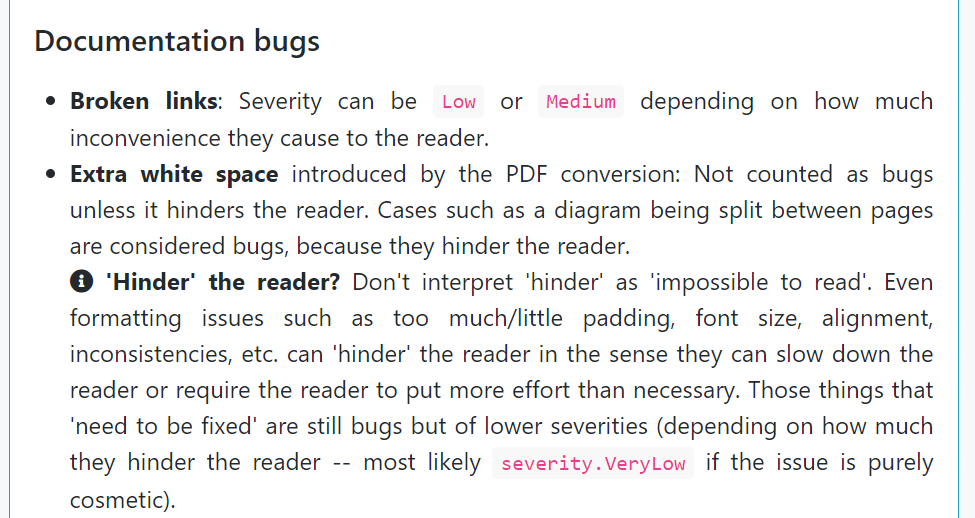 Documentation bugs
Broken links: Severity can be Low or Medium depending on how much
inconvenience they cause to the reader.
Extra white space introduced by the PDF conversion: Not counted as bugs
unless it hinders the reader. Cases such as a diagram being split between pages
are considered bugs, because they hinder the reader.
'Hinder' the reader? Don't interpret 'hinder' as 'impossible to read'. Even
formatting issues such as too much/little padding, font size, alignment,
inconsistencies, etc. can 'hinder' the reader in the sense they can slow down the
reader or require the reader to put more effort than necessary. Those things that
'need to be fixed' are still bugs but of lower severities (depending on how much
they hinder the reader -- most likely severity.VeryLow if the issue is purely
cosmetic).